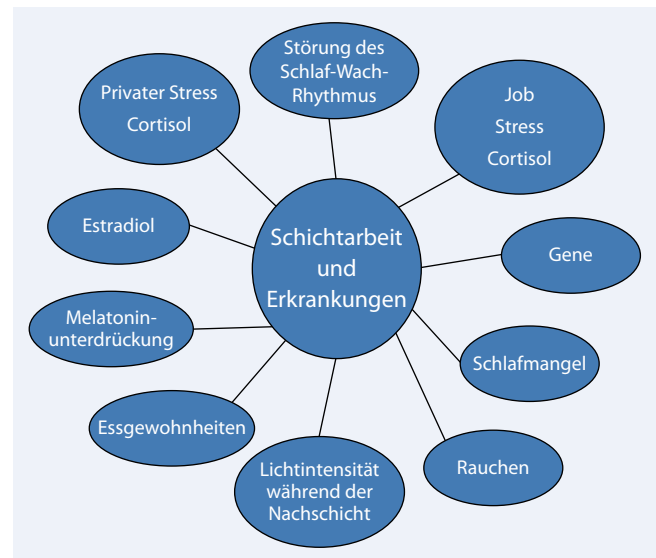 Störung des
Schlaf-Wach-
Rhythmus
Privater Stress
Cortisol
Job
Stress
Cortisol
Estradiol
Schichtarbeit
und
Erkrankungen
Gene
Melatonin-
unterdrückung
Schlafmangel
Essgewohnheiten
Lichtintensität
während der
Nachschicht
Rauchen